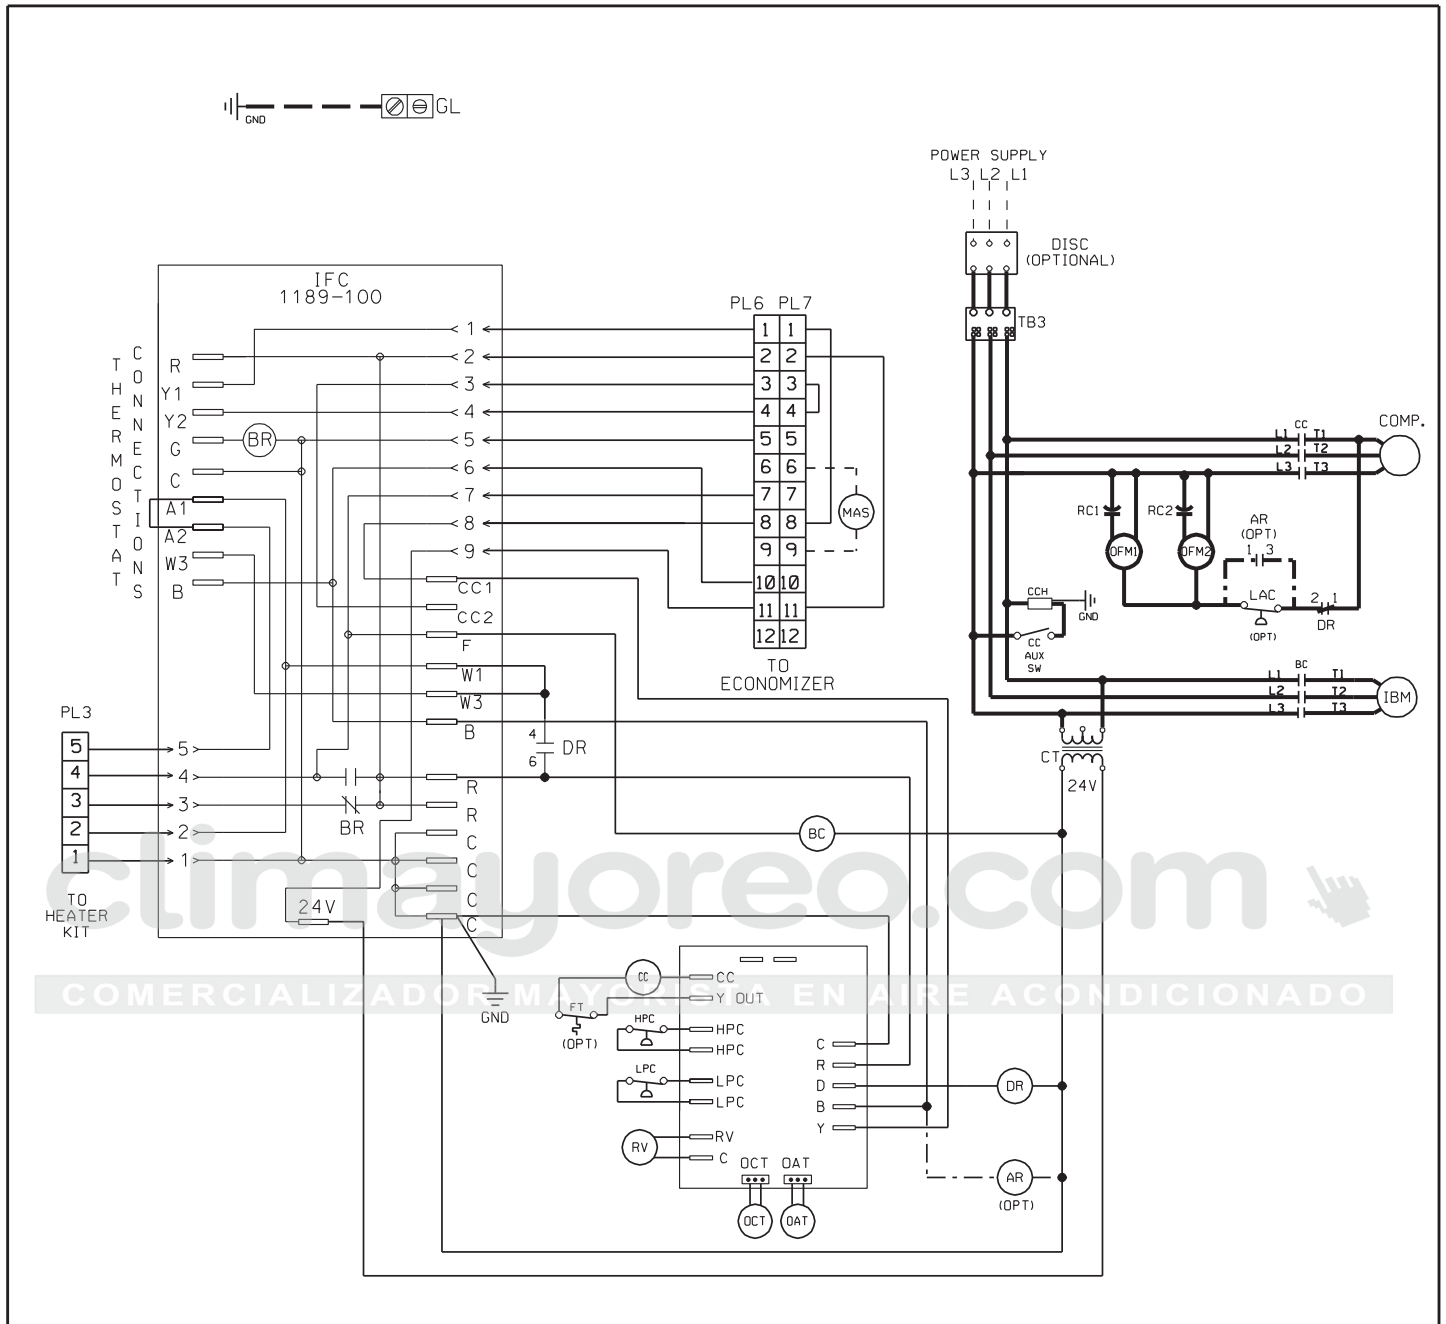 GND
GL
POWER SUPPLY
L3 L2 L1
DISC
(OPTIONAL)
TB3
IFC
1189-100
THERMOSTAT
CONNECTIONS
R
Y1
Y2
G
C
A1
A2
W3
B
BR
1
2
3
4
5
6
7
8
9
CC1
CC2
F
W1
W3
B
R
R
C
C
C
C
PL6 PL7
1 1
2 2
3 3
4 4
5 5
6 6
7 7
8 8
9 9
10 10
11 11
12 12
TO
ECONOMIZER
MAS
COMP.
CC
L1 T1
L2 T2
L3 T3
RC1
RC2
OFM1
OFM2
AR
(OPT)
1 3
LAC
(OPT)
2 1
DR
CCH
GND
CC
AUX
SW
BC
L1 T1
L2 T2
L3 T3
IBM
CT
24V
PL3
5
4
3
2
1
TO
HEATER
KIT
5
4
3
2
1
BR
24V
4
6
DR
BC
GND
climayoreo.com
COMERCIALIZADOR MAYORISTA EN AIRE ACONDICIONADO
CC
FT
(OPT)
HPC
LPC
RV
CC
Y OUT
HPC
HPC
LPC
LPC
RV
C
C
R
D
B
Y
OCT OAT
OCT OAT
DR
AR
(OPT)